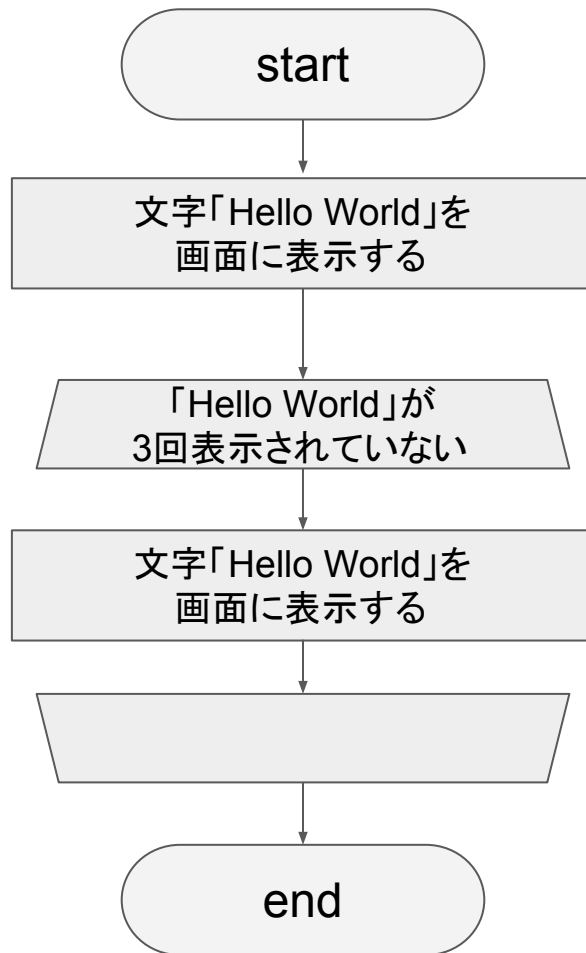 start
文字「Hello World」を
画面に表示する
「Hello World」が
3回表示されていない
文字「Hello World」を
画面に表示する
end